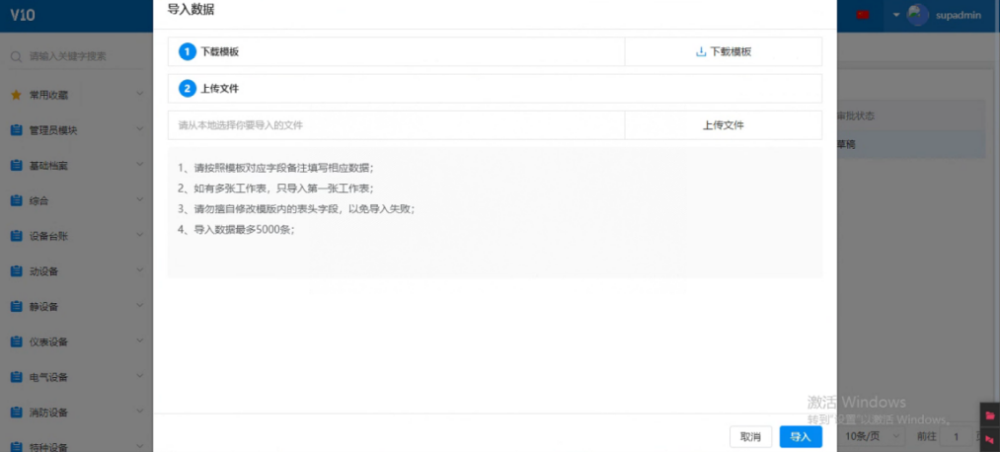 V10
导入数据
supadmin
请输入关键字搜索
1 下载模板
下载模板
2 上传文件
请从本地选择你要导入的文件
上传文件
1、请按照模板对应字段备注填写相应数据；
2、如有多张工作表，只导入第一张工作表；
3、请勿擅自修改模版内的表头字段，以免导入失败；
4、导入数据最多5000条；
常用收藏
管理员模块
基础档案
综合
设备台账
动设备
静设备
仪表设备
电气设备
消防设备
特种设备
审批状态
草稿
激活 Windows
转到"设置"以激活 Windows。
取消
导入
10条/页
前往
1